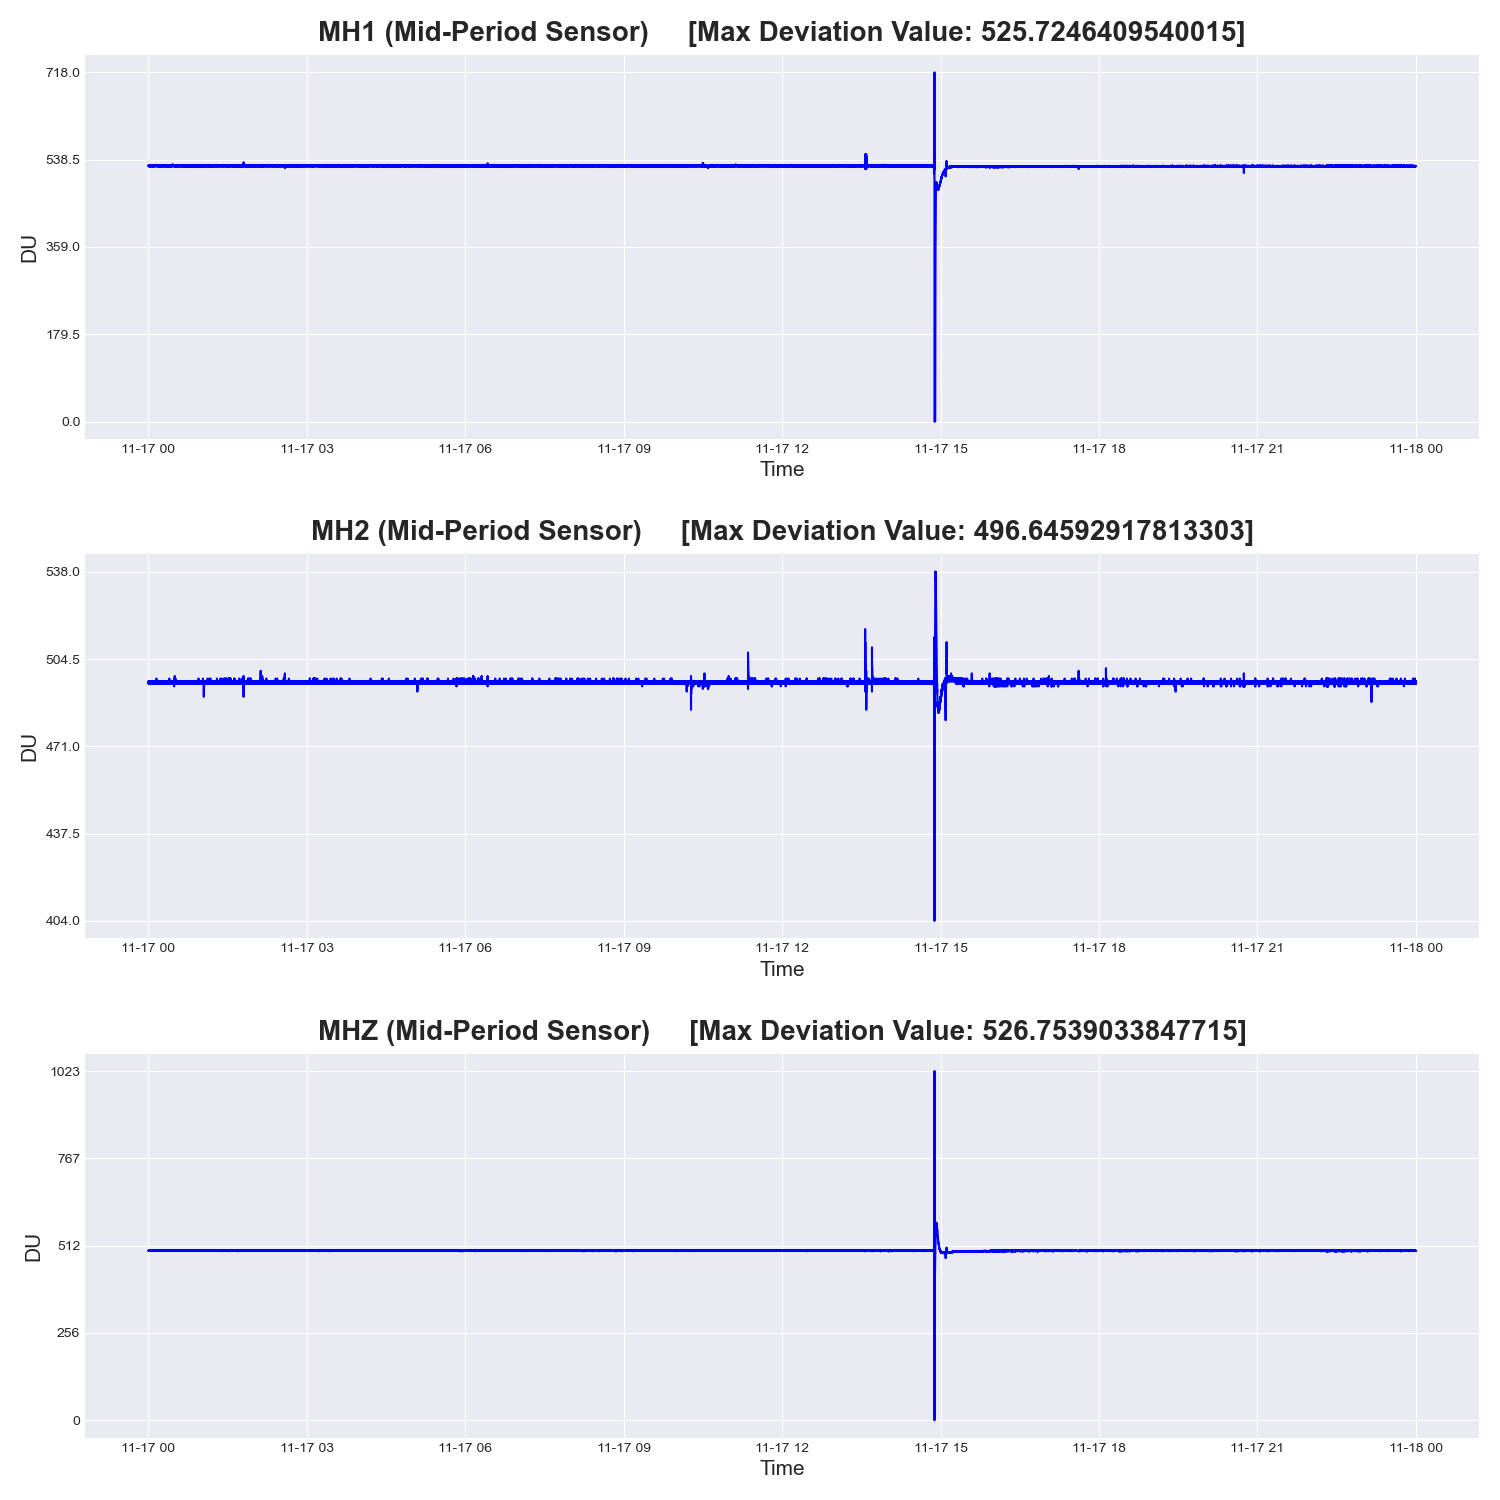 MH1 (Mid-Period Sensor) [Max Deviation Value: 525.7246409540015]
718.0
538.5
359.0
179.5
0.0
DU
11-17 00 11-17 03 11-17 06 11-17 09 11-17 12 11-17 15 11-17 18 11-17 21 11-18 00
Time
MH2 (Mid-Period Sensor) [Max Deviation Value: 496.64592917813303]
538.0
504.5
471.0
437.5
404.0
DU
11-17 00 11-17 03 11-17 06 11-17 09 11-17 12 11-17 15 11-17 18 11-17 21 11-18 00
Time
MHZ (Mid-Period Sensor) [Max Deviation Value: 526.7539033847715]
1023
767
512
256
0
DU
11-17 00 11-17 03 11-17 06 11-17 09 11-17 12 11-17 15 11-17 18 11-17 21 11-18 00
Time